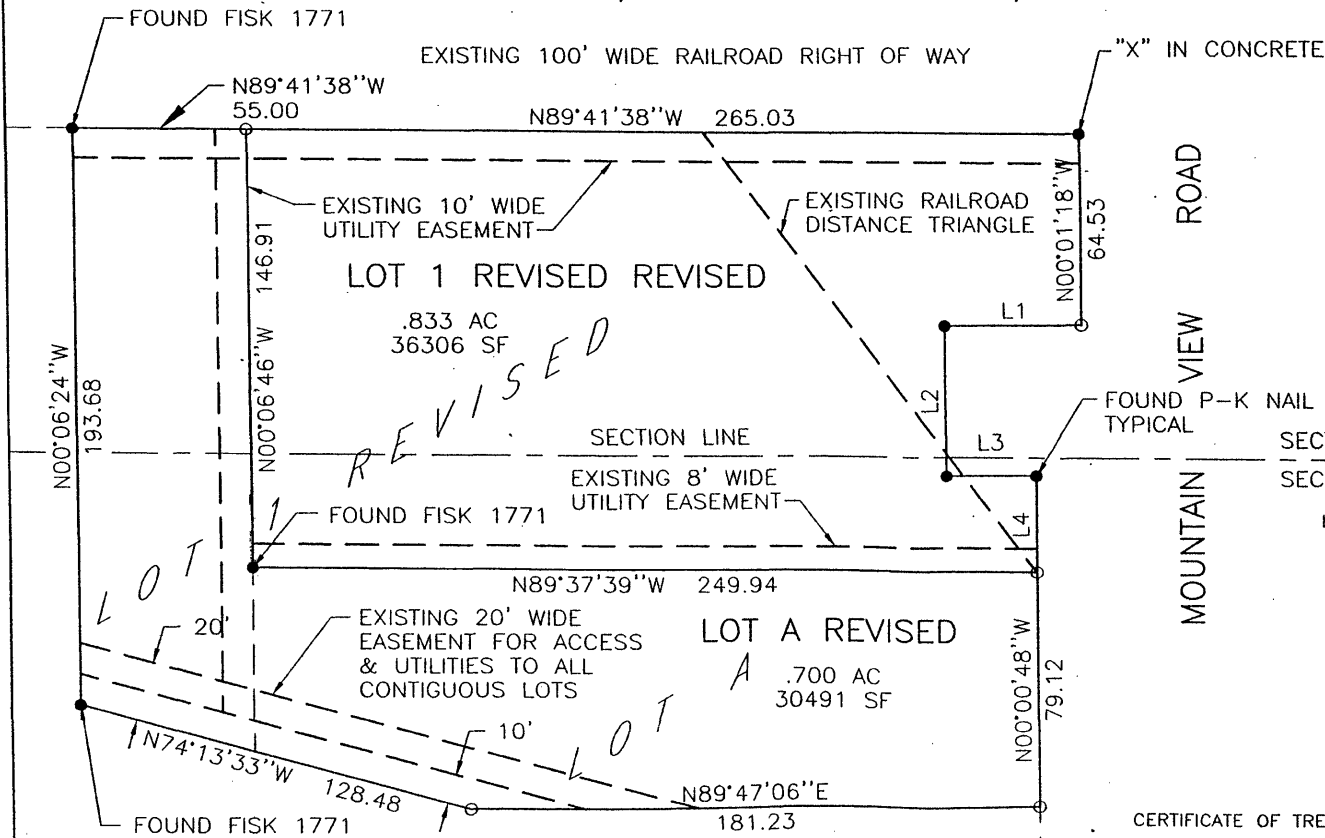 FOUND FISK 1771
EXISTING 100' WIDE RAILROAD RIGHT OF WAY
"X" IN CONCRETE
N89°41'38"W
55.00
N89°41'38"W 265.03
EXISTING 10' WIDE
UTILITY EASEMENT
EXISTING RAILROAD
DISTANCE TRIANGLE
N00°01'18"W
64.53
MOUNTAIN VIEW ROAD
LOT 1 REVISED REVISED
.833 AC
36306 SF
N00°06'46"W 146.91
N00°06'24"W
193.68
LOT 1 REVISED
L1
L2
FOUND P-K NAIL
TYPICAL
SECTION LINE
L3
SEC
SEC
EXISTING 8' WIDE
UTILITY EASEMENT
L4
FOUND FISK 1771
N89°37'39"W 249.94
20'
EXISTING 20' WIDE
EASEMENT FOR ACCESS
& UTILITIES TO ALL
CONTIGUOUS LOTS
LOT A REVISED
.700 AC
30491 SF
LOT A
N00°00'48"W
79.12
10'
N74°13'33"W
128.48
N89°47'06"E
181.23
FOUND FISK 1771
CERTIFICATE OF TRE